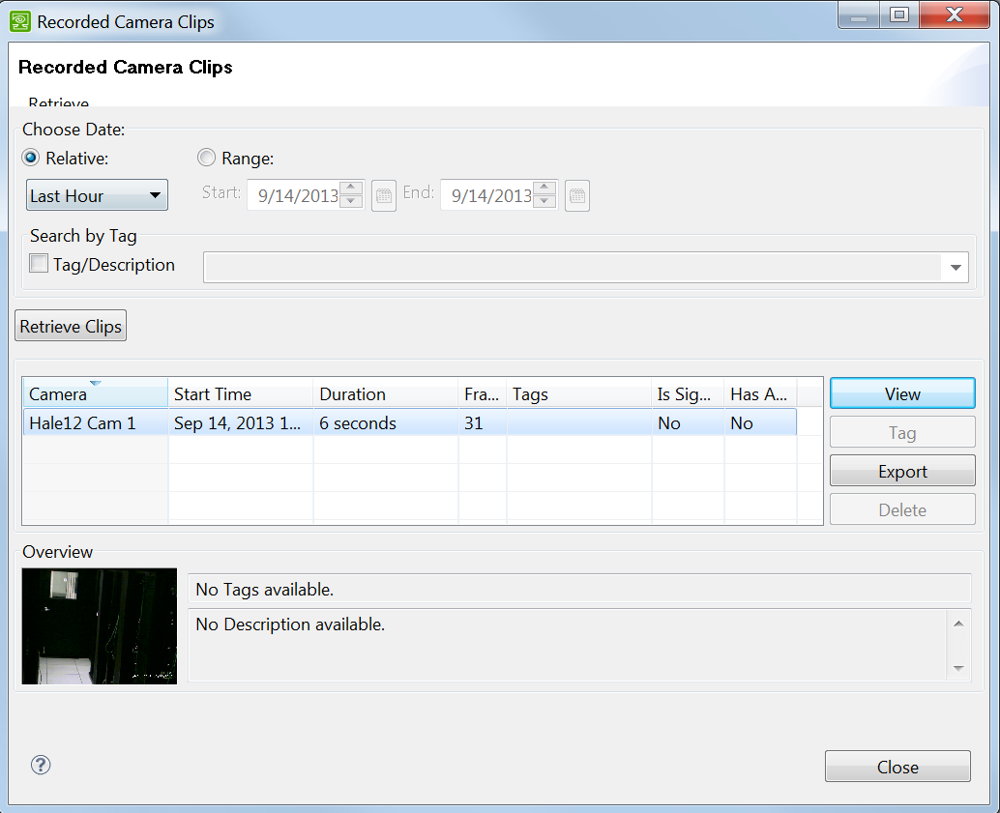 Recorded Camera Clips
Recorded Camera Clips
Retrieve
Choose Date:
Relative: Range:
Last Hour Start: 9/14/2013 End: 9/14/2013
Search by Tag
Tag/Description
Retrieve Clips
Camera Start Time Duration Fra... Tags Is Sig... Has A... View
Hale12 Cam 1 Sep 14, 2013 1... 6 seconds 31 No No
Tag
Export
Delete
Overview
No Tags available.
No Description available.
? Close